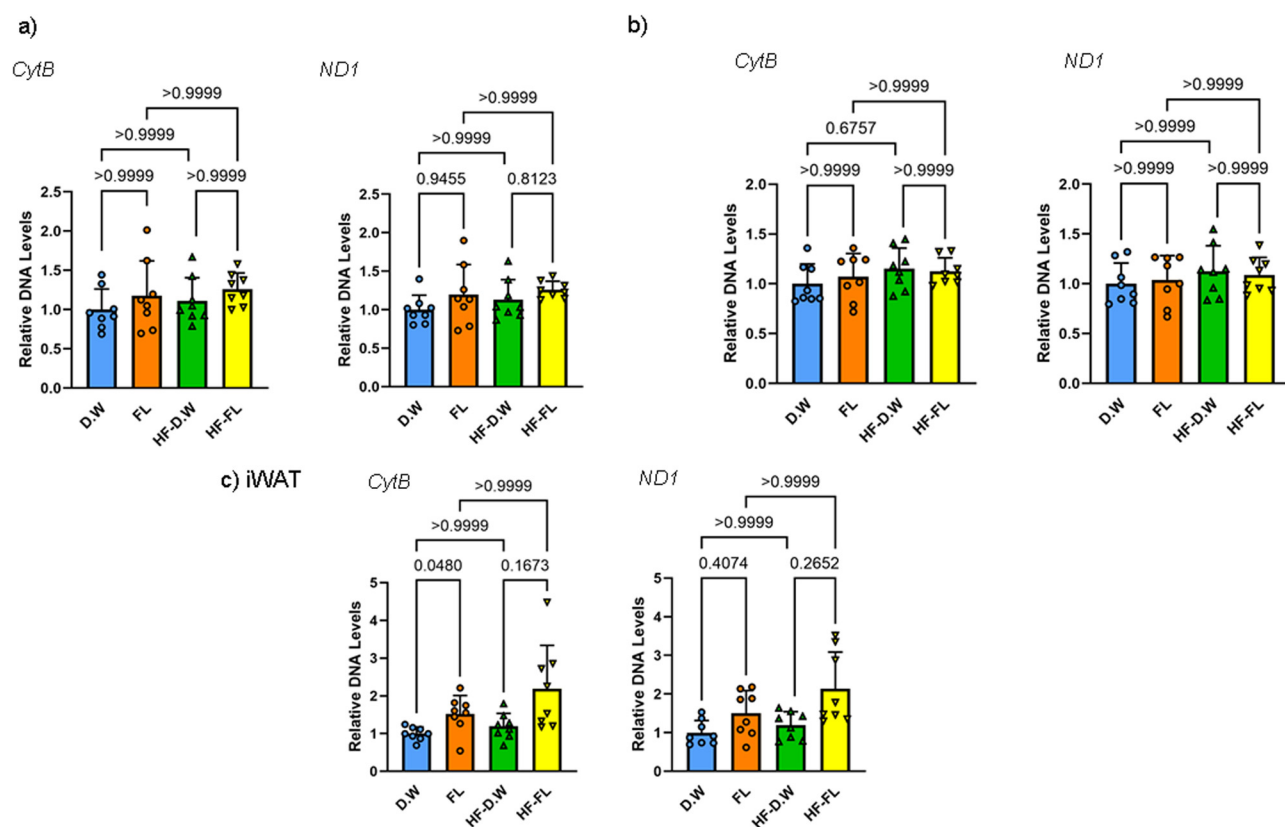 a)
CytB
>0.9999
>0.9999
>0.9999
>0.9999
Relative DNA Levels
2.5
2.0
1.5
1.0
0.5
0.0
D.W
FL
HF-D.W
HF-FL
ND1
>0.9999
>0.9999
0.9455
0.8123
Relative DNA Levels
2.5
2.0
1.5
1.0
0.5
0.0
D.W
FL
HF-D.W
HF-FL
b)
CytB
>0.9999
0.6757
>0.9999
>0.9999
Relative DNA Levels
2.0
1.5
1.0
0.5
0.0
D.W
FL
HF-D.W
HF-FL
ND1
>0.9999
>0.9999
>0.9999
>0.9999
Relative DNA Levels
2.0
1.5
1.0
0.5
0.0
D.W
FL
HF-D.W
HF-FL
c) iWAT
CytB
>0.9999
>0.9999
0.0480
0.1673
Relative DNA Levels
5
4
3
2
1
0
D.W
FL
HF-D.W
HF-FL
ND1
>0.9999
>0.9999
0.4074
0.2652
Relative DNA Levels
5
4
3
2
1
0
D.W
FL
HF-D.W
HF-FL